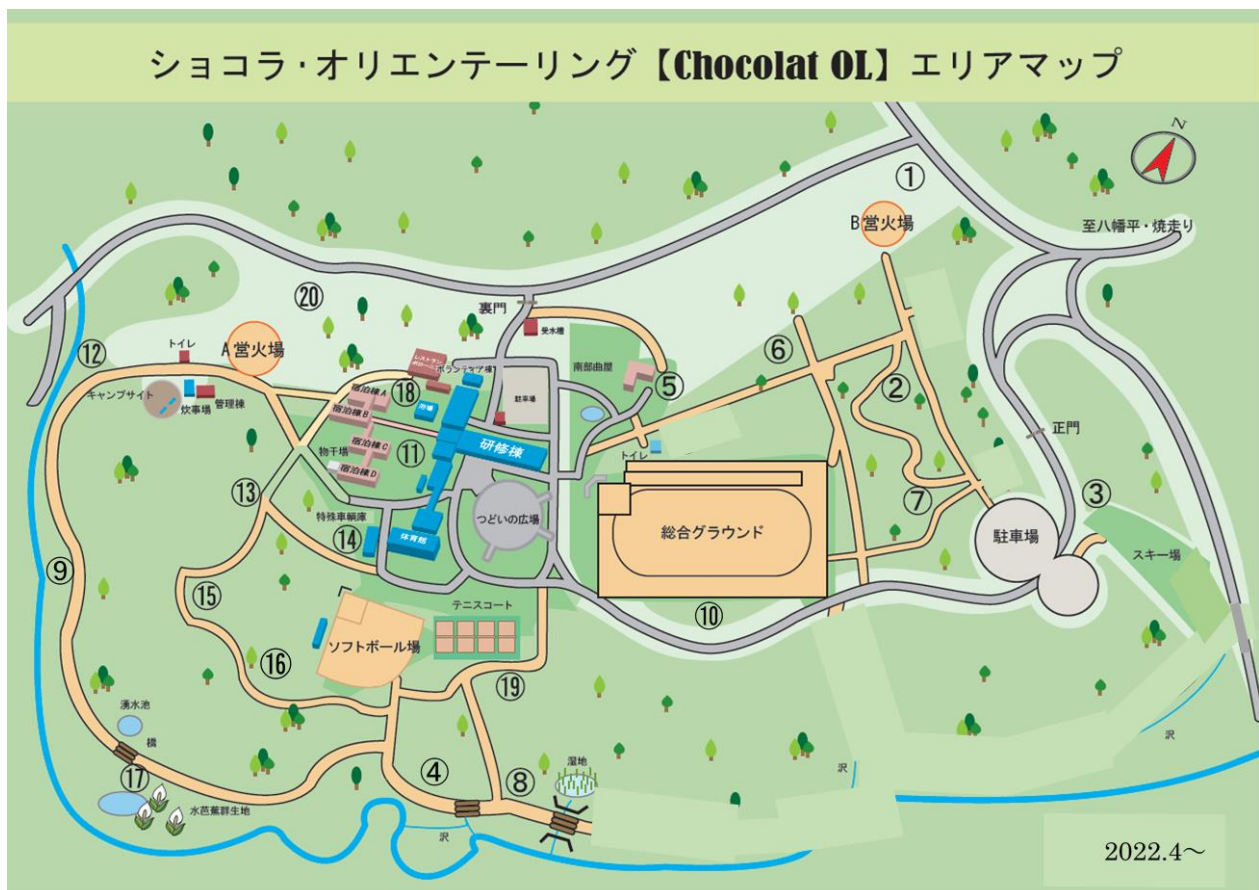 ショコラ・オリエンテーリング【Chocolat OL】エリアマップ
N
①
B営火場
至八幡平・焼走り
⑳
裏門
受水槽
⑥
トイレ
A営火場
⑫
南部曲屋
②
⑤
キャンプサイト
炊事場
管理棟
宿泊棟A
⑱
駐車場
宿泊棟B
研修棟
正門
物干場
宿泊棟C
⑪
トイレ
宿泊棟D
⑬
⑦
③
特殊車輌庫
つどいの広場
総合グラウンド
駐車場
⑭
体育館
スキー場
⑨
⑮
テニスコート
⑩
ソフトボール場
⑯
⑲
湧水池
橋
⑰
④
⑧
湿地
沢
沢
水芭蕉群生地
沢
2022.4～